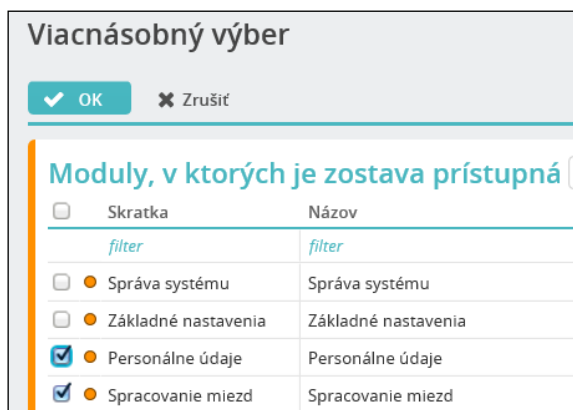 Viacnásobný výber
OK Zrušiť
Moduly, v ktorých je zostava prístupná
Skratka Názov
filter filter
Správa systému Správa systému
Základné nastavenia Základné nastavenia
Personálne údaje Personálne údaje
Spracovanie miezd Spracovanie miezd